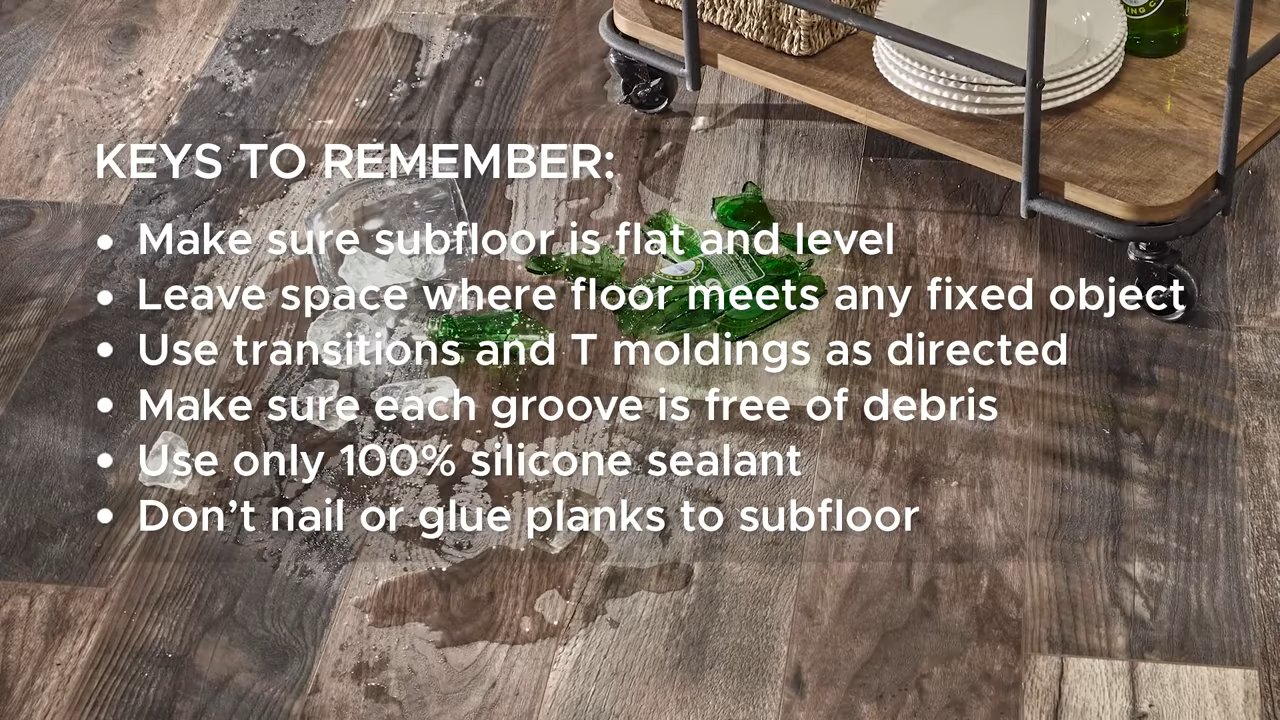 KEYS TO REMEMBER:
• Make sure subfloor is flat and level
• Leave space where floor meets any fixed object
• Use transitions and T moldings as directed
• Make sure each groove is free of debris
• Use only 100% silicone sealant
• Don’t nail or glue planks to subfloor